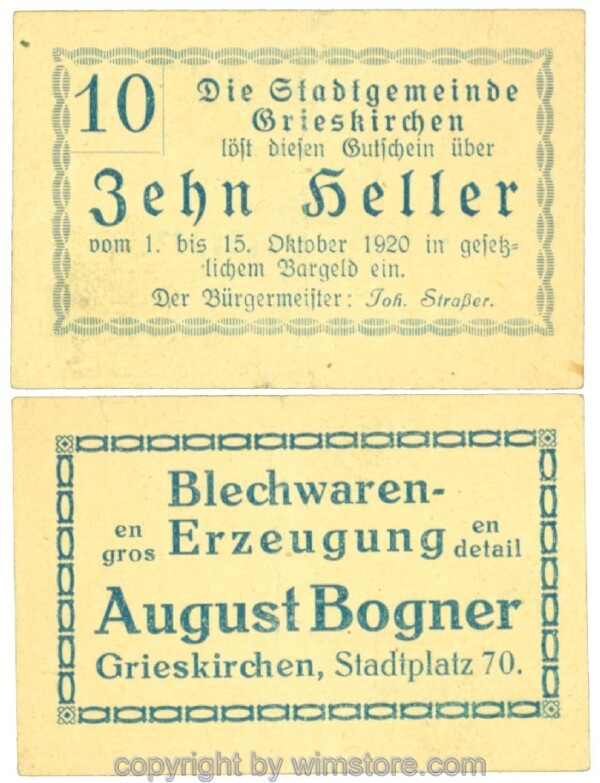 10
Die Stadtgemeinde
Grieskirchen
löst diesen Gutschein über
Zehn Heller
vom 1. bis 15. Oktober 1920 in gesetz-
lichem Bargeld ein.
Der Bürgermeister: Joh. Straßer.
Blechwaren-
en gros Erzeugung en detail
August Bogner
Grieskirchen, Stadtplatz 70.
copyright by wimstore.com